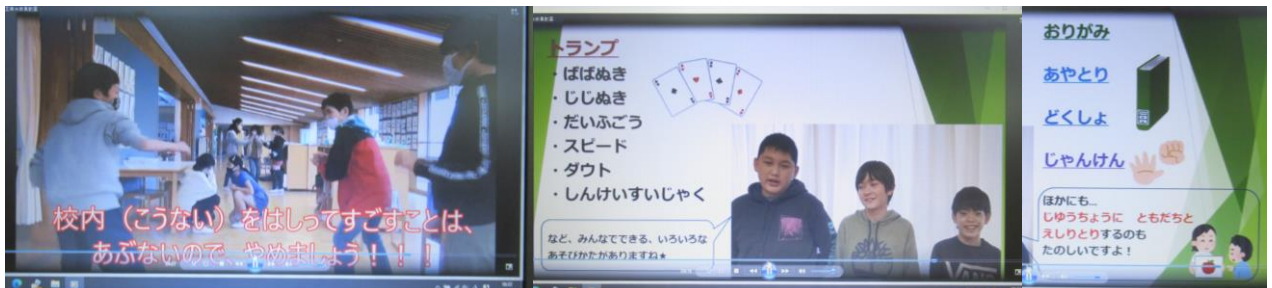 校内（こうない）をはしってすごすことは、
あぶないので、やめましょう！！！
トランプ
・ばばぬき
・じじぬき
・だいふごう
・スピード
・ダウト
・しんけいすいじゃく
など、みんなでできる、いろいろな
あそびかたがありますね★
おりがみ
あやとり
どくしょ
じゃんけん
ほかにも…
じゆうちょうに　ともだちと
えしりとりするのも
たのしいですよ！